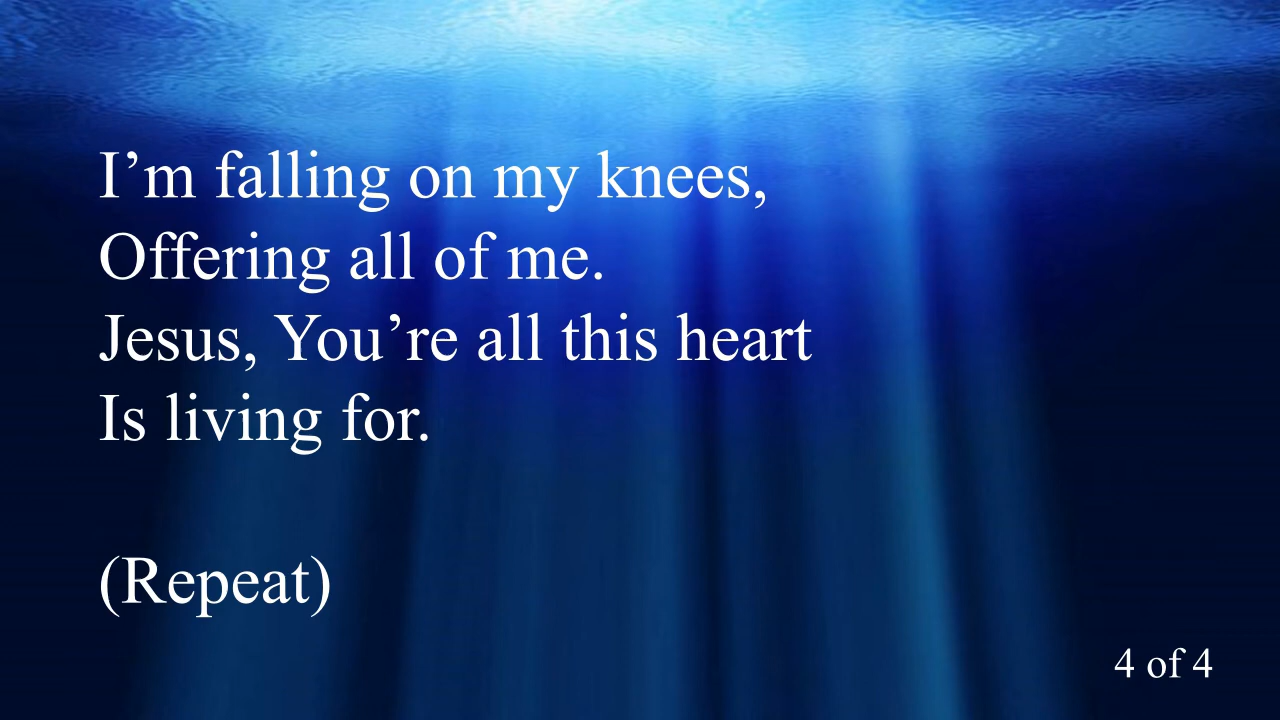 I’m falling on my knees,
Offering all of me.
Jesus, You’re all this heart
Is living for.
(Repeat)
4 of 4